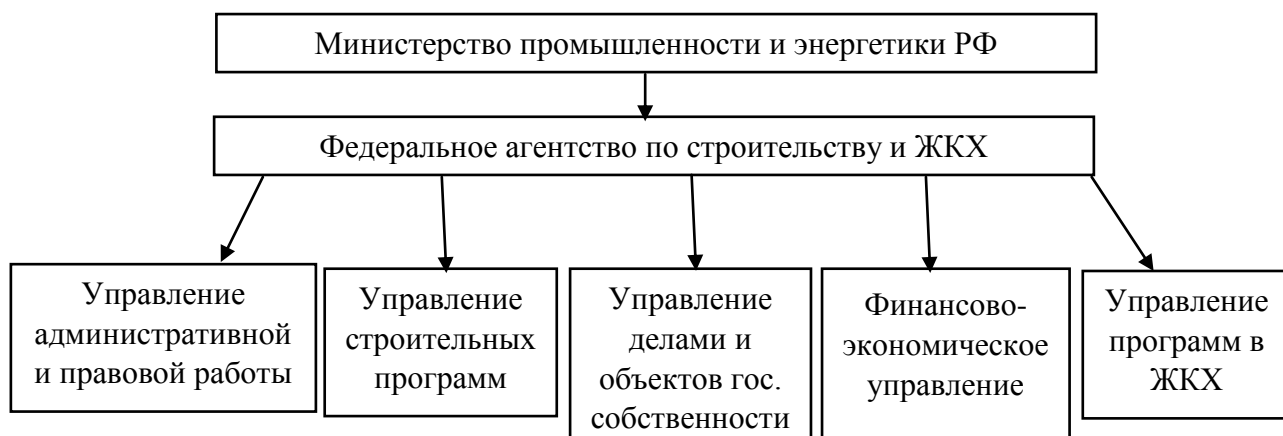 Министерство промышленности и энергетики РФ
Федеральное агентство по строительству и ЖКХ
Управление
административной
и правовой работы
Управление
строительных
программ
Управление
делами и
объектов гос.
собственности
Финансово-
экономическое
управление
Управление
программ в
ЖКХ